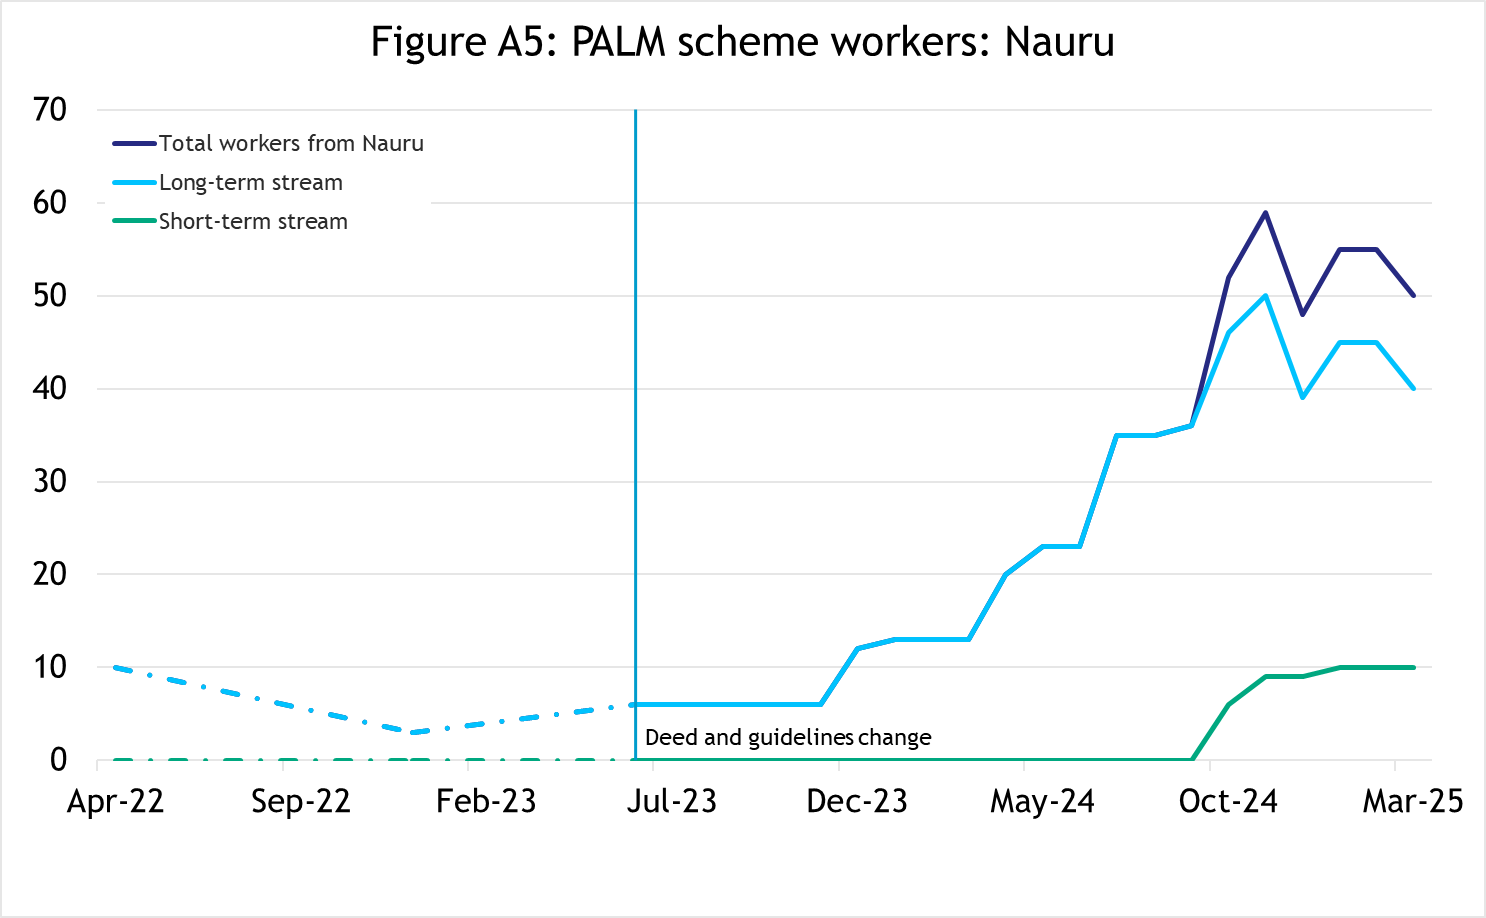 Figure A5: PALM scheme workers: Nauru
70
Total workers from Nauru
Long-term stream
60
Short-term stream
50
40
30
20
10
Deed and guidelines change
0
Apr-22 Sep-22 Feb-23 Jul-23 Dec-23 May-24 Oct-24 Mar-25